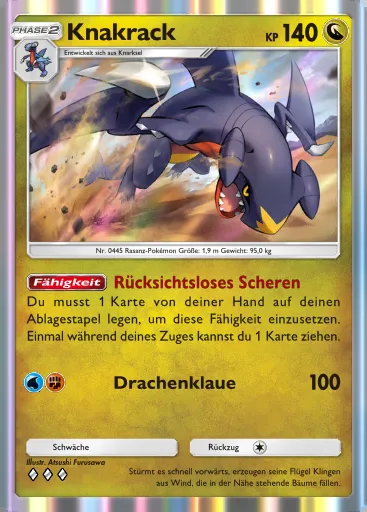 PHASE 2
Knakrack
KP 140
Entwickelt sich aus Knarksel
Nr. 0445 Rasanz-Pokémon Größe: 1,9 m Gewicht: 95,0 kg
Fähigkeit Rücksichtsloses Scheren
Du musst 1 Karte von deiner Hand auf deinen
Ablagestapel legen, um diese Fähigkeit einzusetzen.
Einmal während deines Zuges kannst du 1 Karte ziehen.
Drachenklaue 100
Schwäche
Rückzug
Illustr. Atsushi Furusawa
Stürmt es schnell vorwärts, erzeugen seine Flügel Klingen
aus Wind, die in der Nähe stehende Bäume fällen.